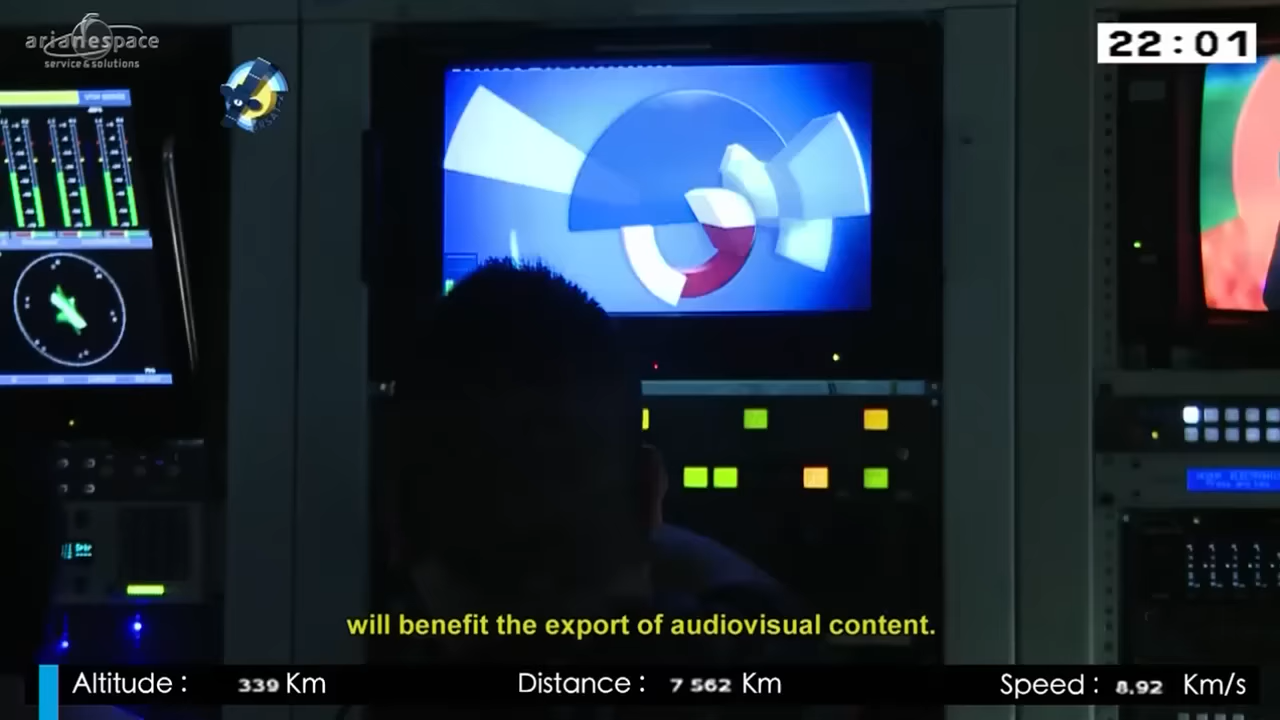 arianespace
service & solutions
22:01
will benefit the export of audiovisual content.
Altitude : 339 Km
Distance : 7 562 Km
Speed : 8.92 Km/s